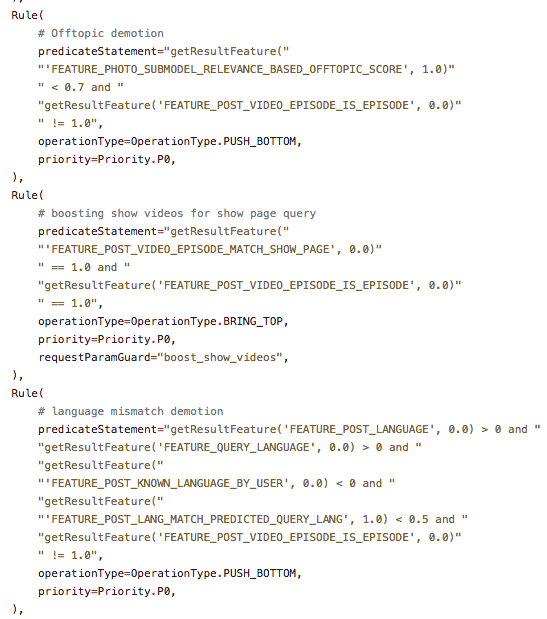 Rule(
# Offtopic demotion
predicateStatement="getResultFeature("
"'FEATURE_PHOTO_SUBMODEL_RELEVANCE_BASED_OFFTOPIC_SCORE', 1.0)"
" < 0.7 and "
"getResultFeature('FEATURE_POST_VIDEO_EPISODE_IS_EPISODE', 0.0)"
" != 1.0",
operationType=OperationType.PUSH_BOTTOM,
priority=Priority.P0,
),
Rule(
# boosting show videos for show page query
predicateStatement="getResultFeature("
"'FEATURE_POST_VIDEO_EPISODE_MATCH_SHOW_PAGE', 0.0)"
" == 1.0 and "
"getResultFeature('FEATURE_POST_VIDEO_EPISODE_IS_EPISODE', 0.0)"
" == 1.0",
operationType=OperationType.BRING_TOP,
priority=Priority.P0,
requestParamGuard="boost_show_videos",
),
Rule(
# language mismatch demotion
predicateStatement="getResultFeature('FEATURE_POST_LANGUAGE', 0.0) > 0 and "
"getResultFeature('FEATURE_QUERY_LANGUAGE', 0.0) > 0 and "
"getResultFeature("
"'FEATURE_POST_KNOWN_LANGUAGE_BY_USER', 0.0) < 0 and "
"getResultFeature("
"'FEATURE_POST_LANG_MATCH_PREDICTED_QUERY_LANG', 1.0) < 0.5 and "
"getResultFeature('FEATURE_POST_VIDEO_EPISODE_IS_EPISODE', 0.0)"
" != 1.0",
operationType=OperationType.PUSH_BOTTOM,
priority=Priority.P0,
),